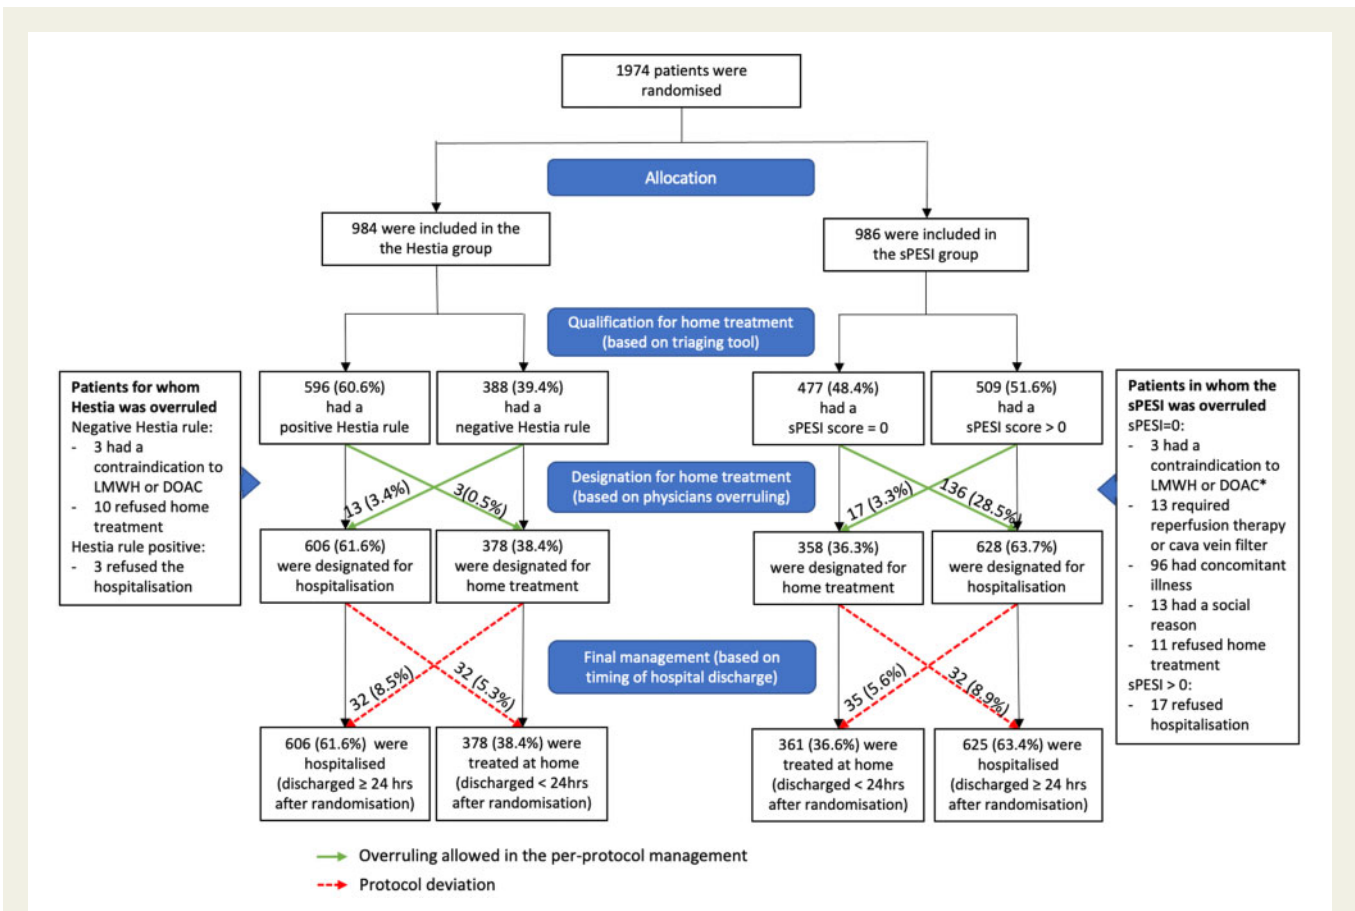 1974 patients were
randomised
Allocation
984 were included in the
the Hestia group
986 were included in
the sPESI group
Qualification for home treatment
(based on triaging tool)
Patients for whom
Hestia was overruled
Negative Hestia rule:
- 3 had a
contraindication to
LMWH or DOAC
- 10 refused home
treatment
Hestia rule positive:
- 3 refused the
hospitalisation
596 (60.6%)
had a
positive Hestia rule
388 (39.4%)
had a
negative Hestia rule
477 (48.4%)
had a
sPESI score = 0
509 (51.6%)
had a
sPESI score > 0
Patients in whom the
sPESI was overruled
sPESI=0:
- 3 had a
contraindication to
LMWH or DOAC*
- 13 required
reperfusion therapy
or cava vein filter
- 96 had concomitant
illness
- 13 had a social
reason
- 11 refused home
treatment
sPESI > 0:
- 17 refused
hospitalisation
Designation for home treatment
(based on physicians overruling)
13 (3.4%)
3(0.5%)
17 (3.3%)
136 (28.5%)
606 (61.6%)
were designated for
hospitalisation
378 (38.4%)
were designated for
home treatment
358 (36.3%)
were designated for
home treatment
628 (63.7%)
were designated for
hospitalisation
Final management (based on
timing of hospital discharge)
32 (8.5%)
32 (5.3%)
35 (5.6%)
32 (8.9%)
606 (61.6%) were
hospitalised
(discharged ≥ 24 hrs
after randomisation)
378 (38.4%) were
treated at home
(discharged < 24hrs
after randomisation)
361 (36.6%) were
treated at home
(discharged < 24hrs
after randomisation)
625 (63.4%) were
hospitalised
(discharged ≥ 24 hrs
after randomisation)
Overruling allowed in the per-protocol management
Protocol deviation